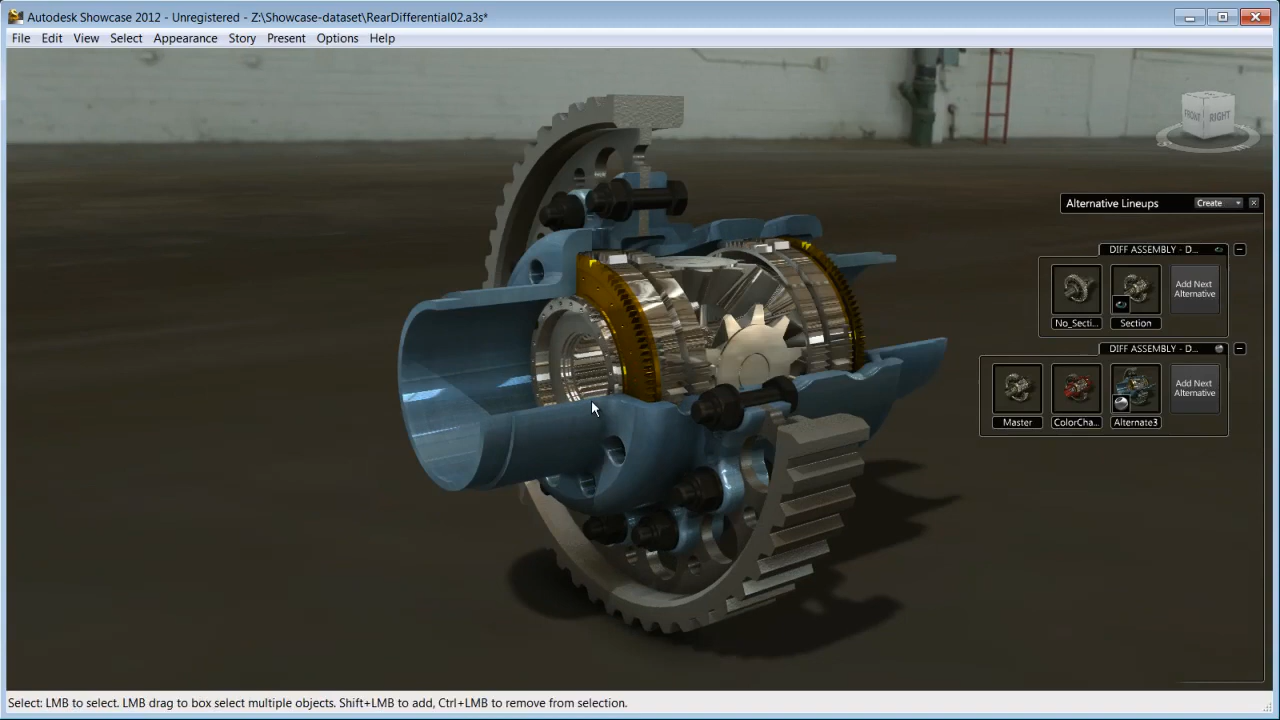 Autodesk Showcase 2012 - Unregistered - Z:\Showcase-dataset\RearDifferential02.a3s*
File Edit View Select Appearance Story Present Options Help
FRONT RIGHT
Alternative Lineups Create
DIFF ASSEMBLY - D...
No_Secti... Section Add Next Alternative
DIFF ASSEMBLY - D...
Master ColorCha... Alternate3 Add Next Alternative
Select: LMB to select. LMB drag to box select multiple objects. Shift+LMB to add, Ctrl+LMB to remove from selection.